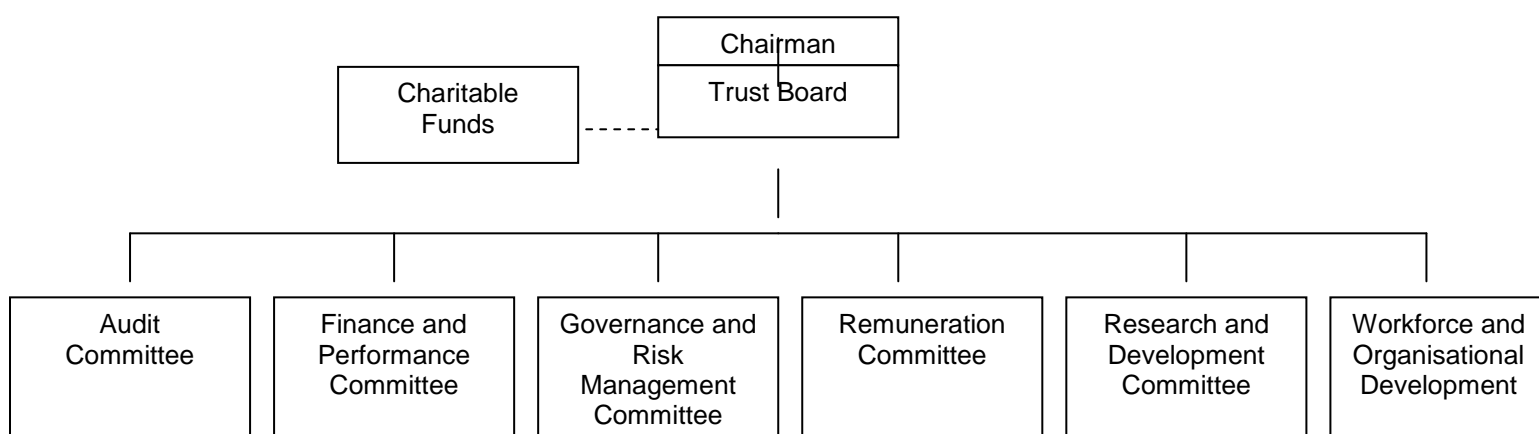 Chairman
Trust Board
Charitable
Funds
Audit
Committee
Finance and
Performance
Committee
Governance and
Risk
Management
Committee
Remuneration
Committee
Research and
Development
Committee
Workforce and
Organisational
Development